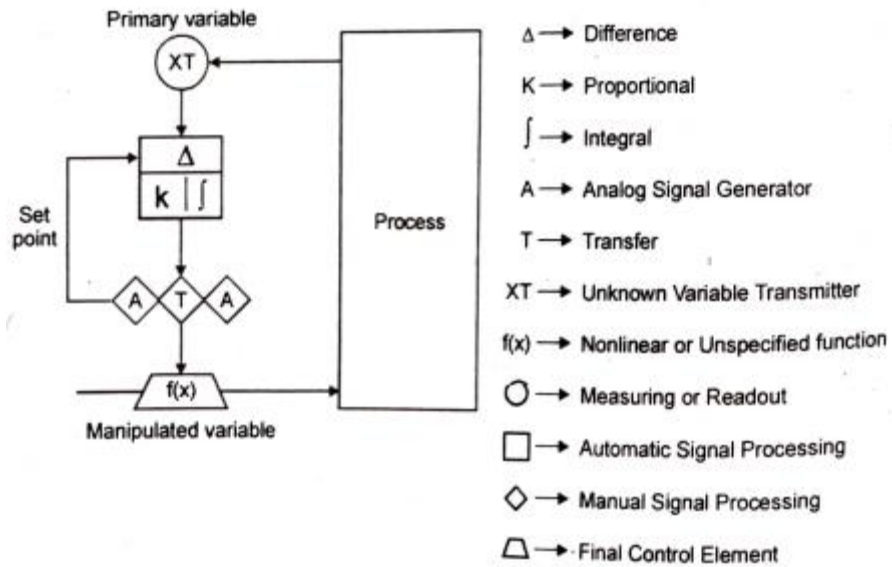 Primary variable
XT
Δ
k | ∫
Set
point
A T A
f(x)
Manipulated variable
Process
Δ → Difference
K → Proportional
∫ → Integral
A → Analog Signal Generator
T → Transfer
XT → Unknown Variable Transmitter
f(x) → Nonlinear or Unspecified function
→ Measuring or Readout
→ Automatic Signal Processing
→ Manual Signal Processing
→ Final Control Element